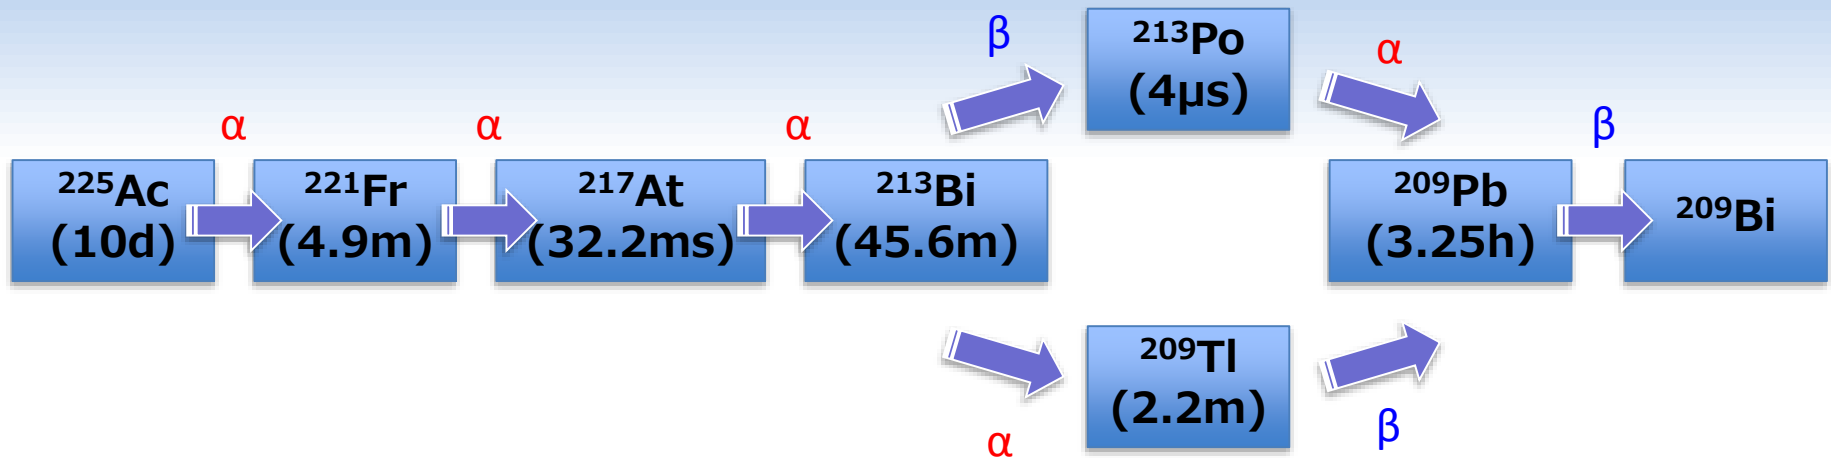 β
²¹³Po
(4μs)
α
α
α
α
β
²²⁵Ac
(10d)
²²¹Fr
(4.9m)
²¹⁷At
(32.2ms)
²¹³Bi
(45.6m)
²⁰⁹Pb
(3.25h)
²⁰⁹Bi
α
²⁰⁹Tl
(2.2m)
β